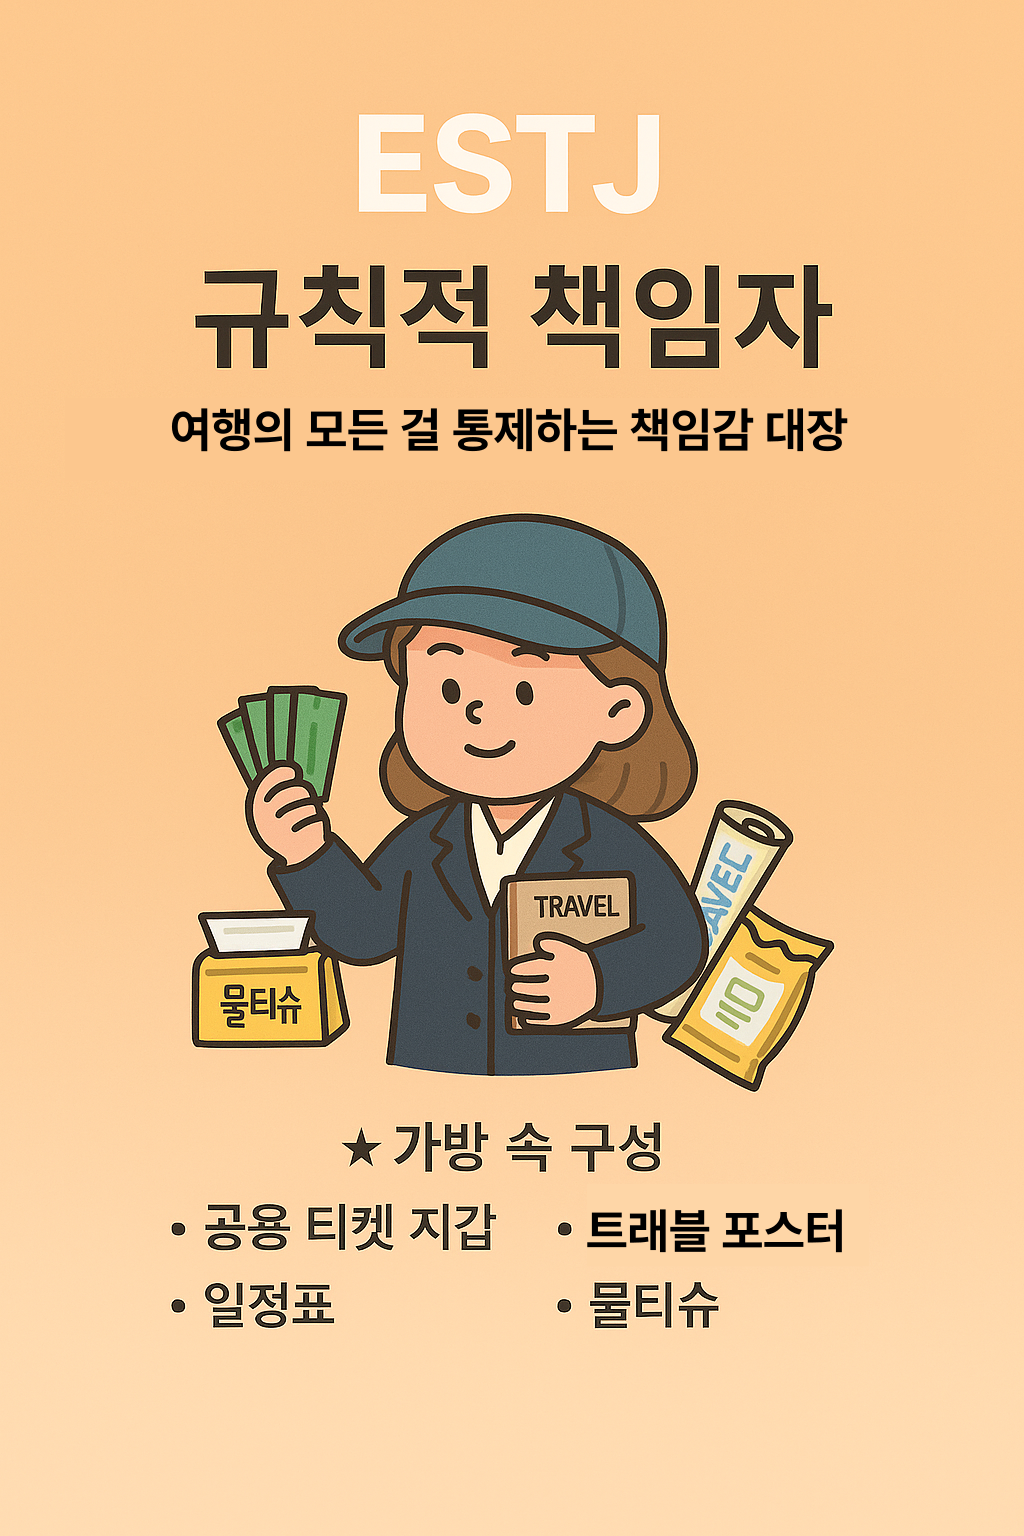 ESTJ
규칙적 책임자
여행의 모든 걸 통제하는 책임감 대장
TRAVEL
물티슈
★ 가방 속 구성
• 공용 티켓 지갑
• 트래블 포스터
• 일정표
• 물티슈